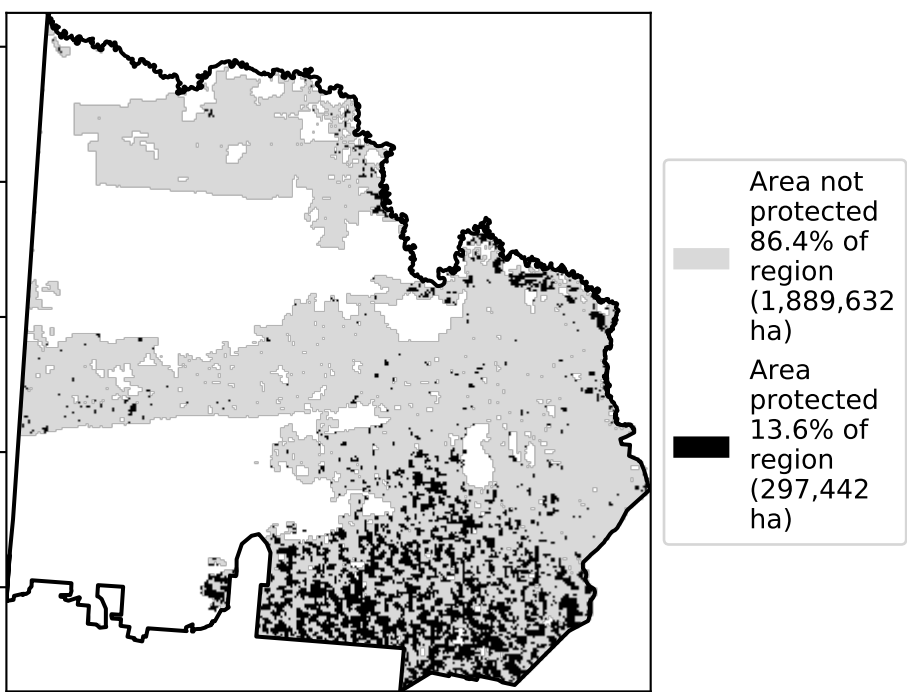 Area not
protected
86.4% of
region
(1,889,632
ha)
Area
protected
13.6% of
region
(297,442
ha)